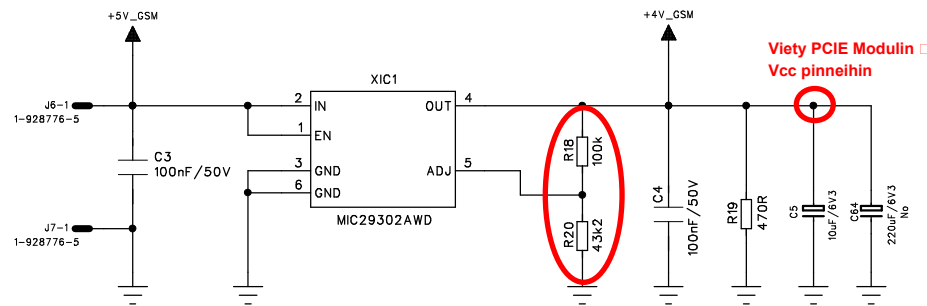 +5V_GSM
+4V_GSM
Viety PCIE Modulin
Vcc pinneihin
XIC1
J6-1
1-928776-5
2
IN
OUT
4
1
EN
C3
100nF/50V
3
GND
6
GND
ADJ
5
MIC29302AWD
J7-1
1-928776-5
R18
100k
R20
43k2
C4
100nF/50V
R19
470R
C5
10uF/6V3
C64
220uF/6V3
No